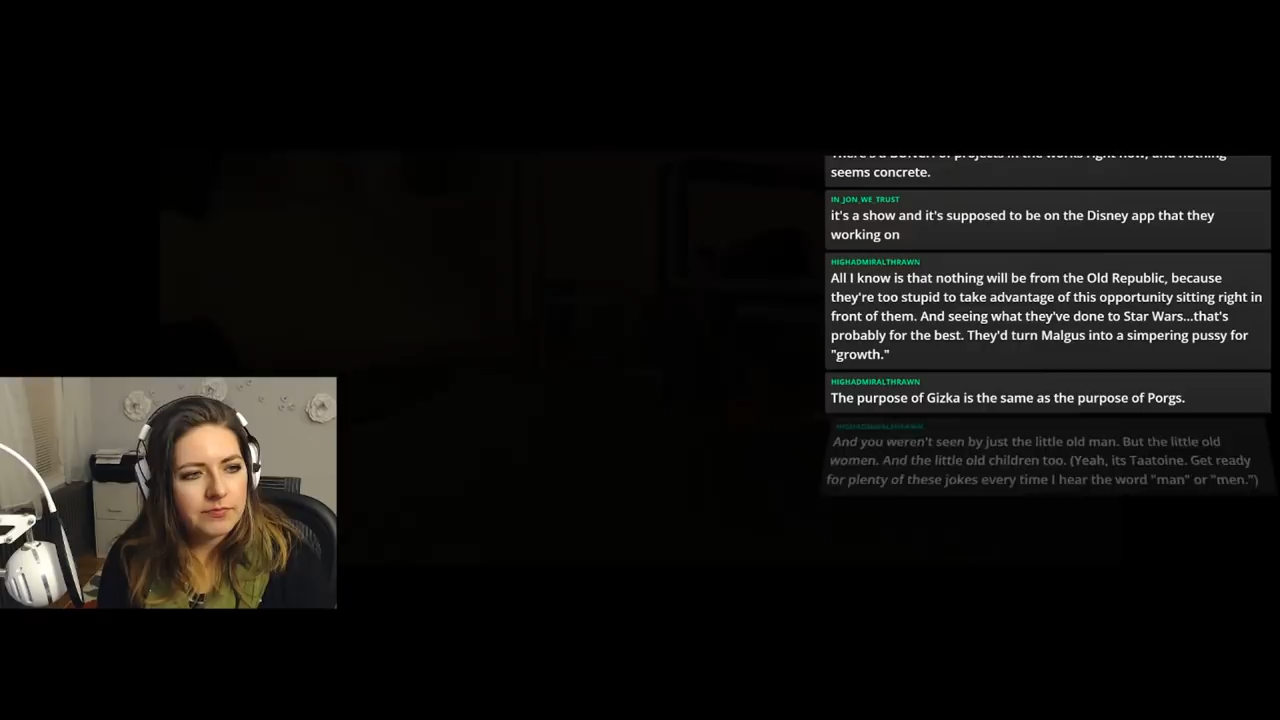 seems concrete.
IN_JON_WE_TRUST
it's a show and it's supposed to be on the Disney app that they
working on
HIGHADMIRALTHRAWN
All I know is that nothing will be from the Old Republic, because
they're too stupid to take advantage of this opportunity sitting right in
front of them. And seeing what they've done to Star Wars...that's
probably for the best. They'd turn Malgus into a simpering pussy for
"growth."
HIGHADMIRALTHRAWN
The purpose of Gizka is the same as the purpose of Porgs.
HIGHADMIRALTHRAWN
And you weren't seen by just the little old man. But the little old
women. And the little old children too. (Yeah, its Taatoine. Get ready
for plenty of these jokes every time I hear the word "man" or "men.")